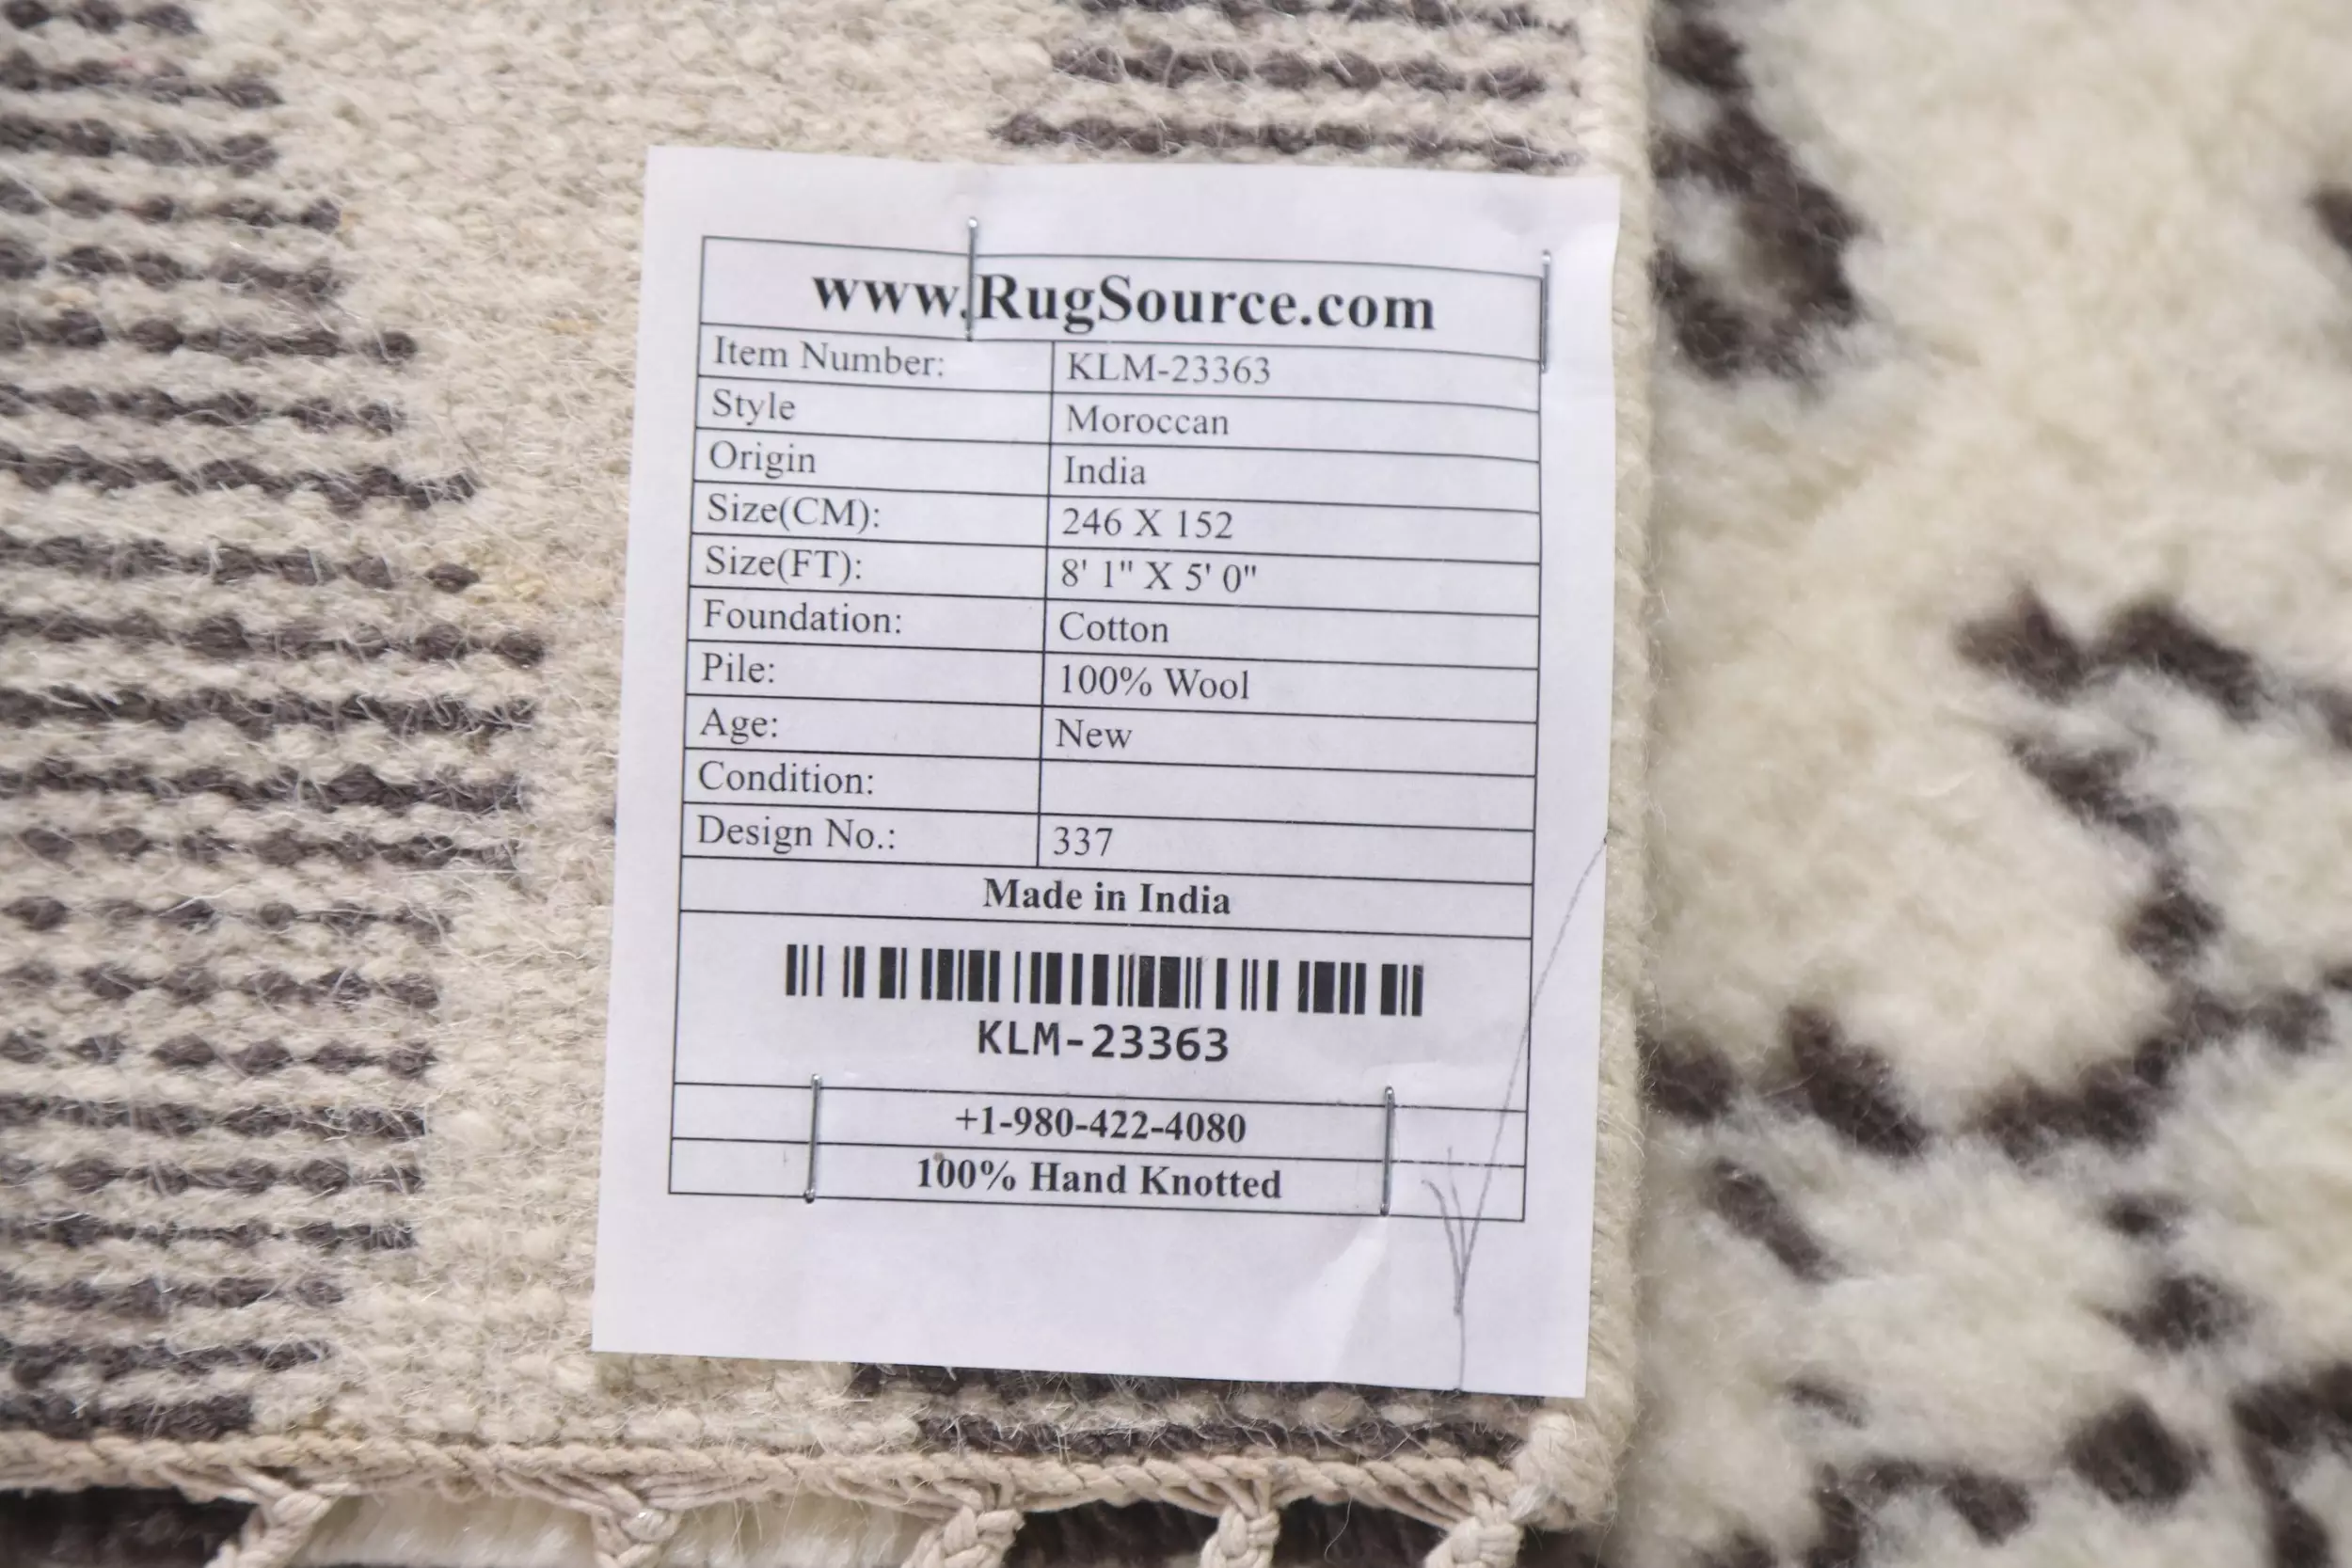 www.RugSource.com
Item Number: KLM-23363
Style Moroccan
Origin India
Size(CM): 246 X 152
Size(FT): 8' 1" X 5' 0"
Foundation: Cotton
Pile: 100% Wool
Age: New
Condition:
Design No.: 337
Made in India
KLM-23363
+1-980-422-4080
100% Hand Knotted